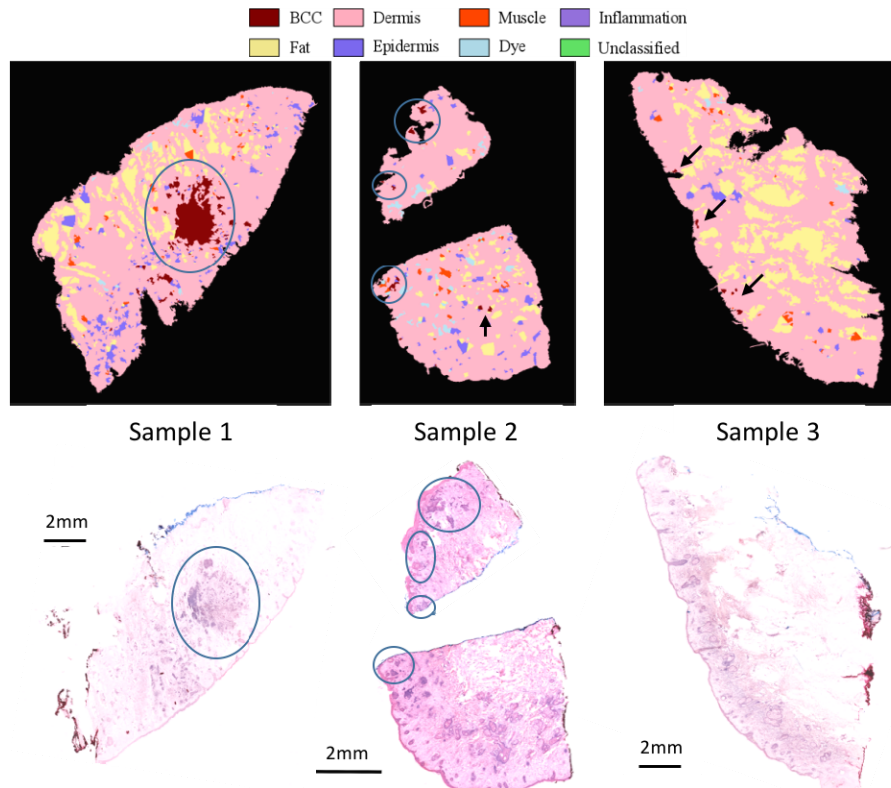 BCC Dermis Muscle Inflammation
Fat Epidermis Dye Unclassified
Sample 1 Sample 2 Sample 3
2mm
2mm
2mm